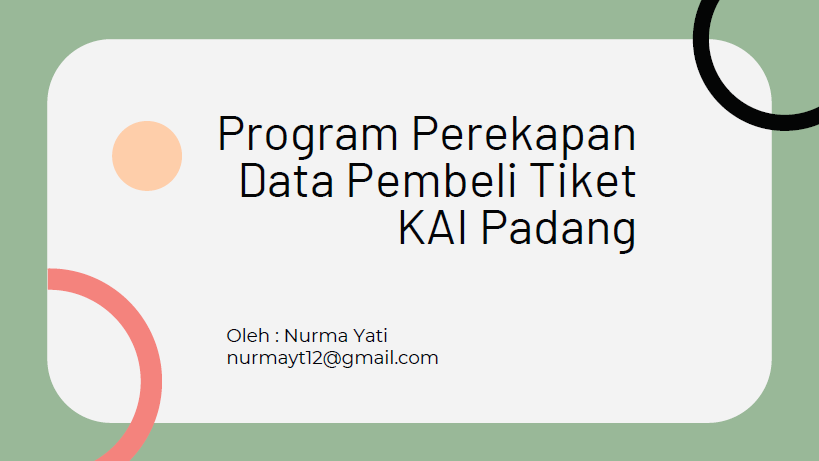 Program Perekapan
Data Pembeli Tiket
KAI Padang
Oleh : Nurma Yati
nurmayt12@gmail.com